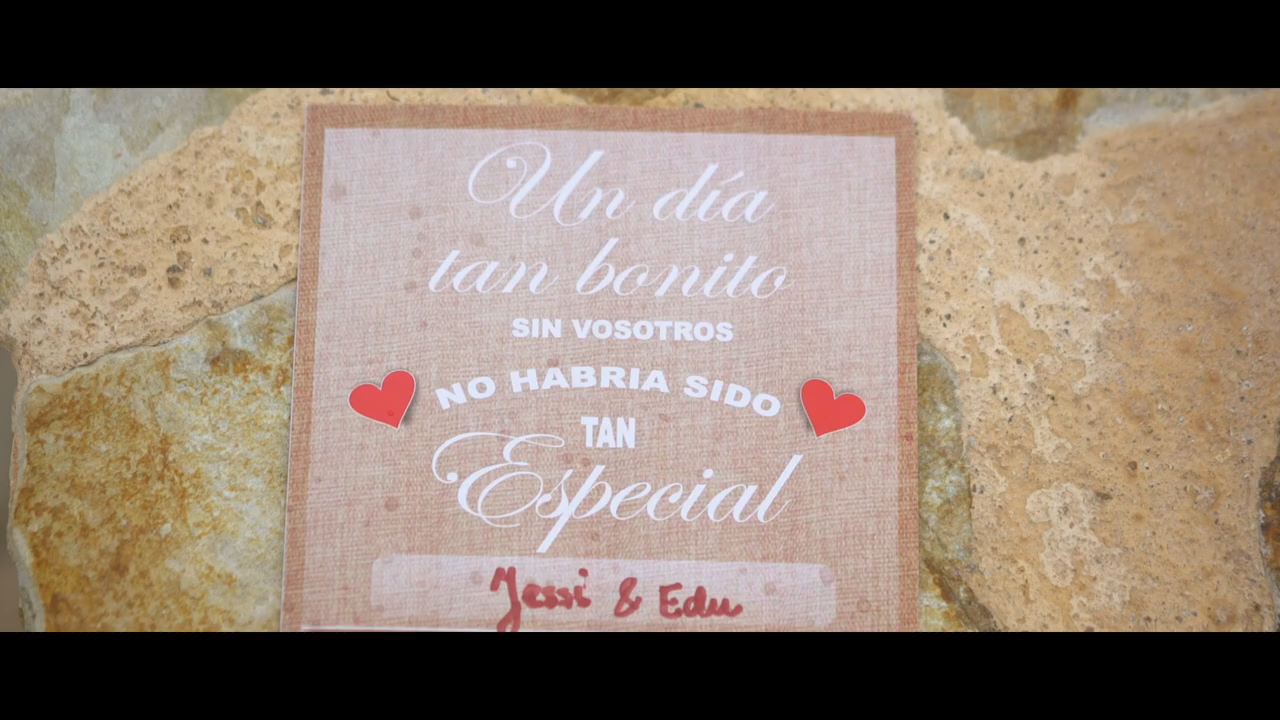 Un día
tan bonito
SIN VOSOTROS
NO HABRIA SIDO
TAN
Especial
Jessi & Edu